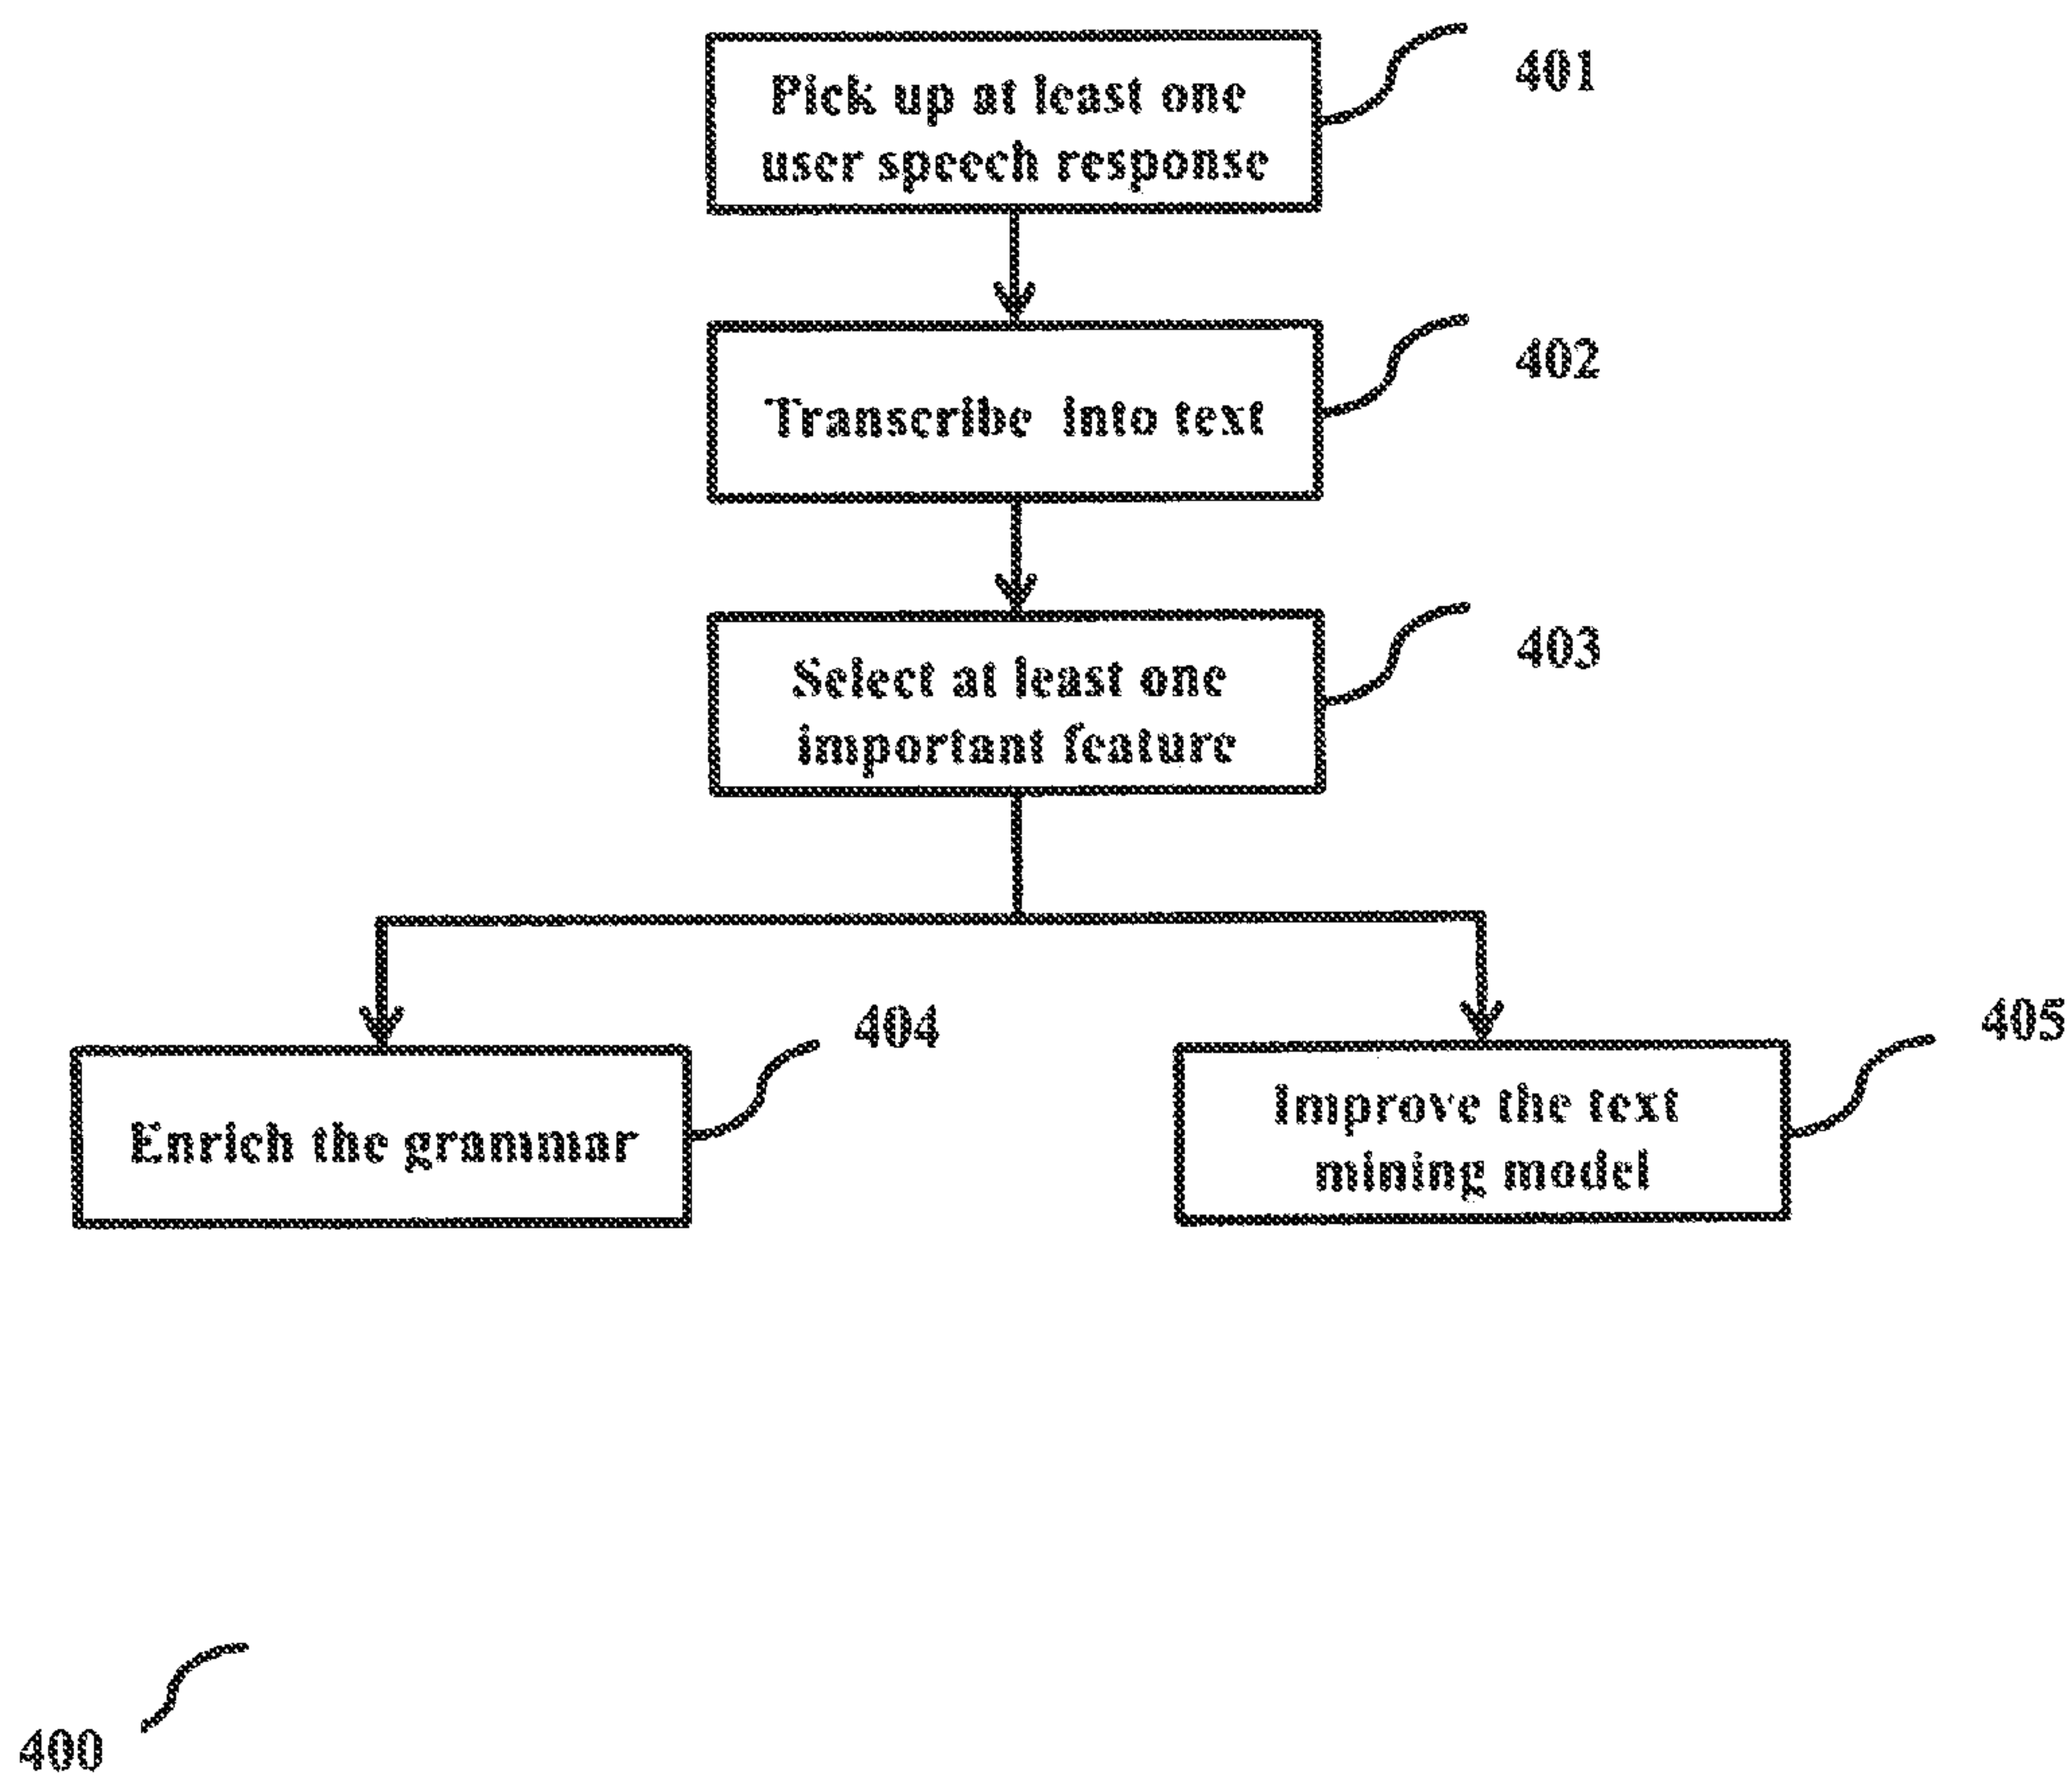 Pick up at least one
user speech response
401
Transcribe into text
402
Select at least one
important feature
403
Enrich the grammar
404
Improve the text
mining model
405
400